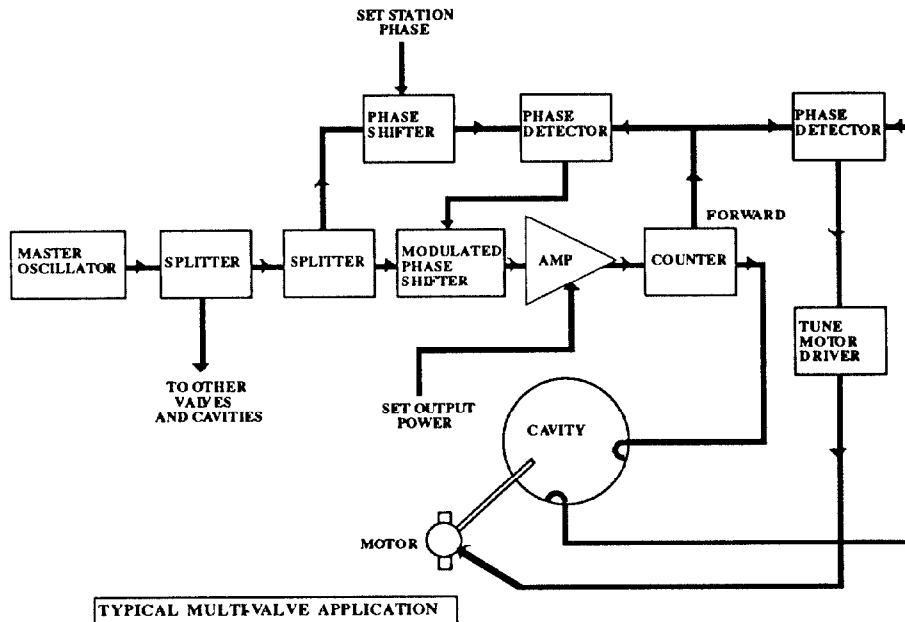 SET STATION
PHASE
PHASE
SHIFTER
PHASE
DETECTOR
PHASE
DETECTOR
FORWARD
MASTER
OSCILLATOR
SPLITTER
SPLITTER
MODULATED
PHASE
SHIFTER
AMP
COUNTER
TUNE
MOTOR
DRIVER
TO OTHER
VALVES
AND CAVITIES
SET OUTPUT
POWER
CAVITY
MOTOR
TYPICAL MULTI-VALVE APPLICATION